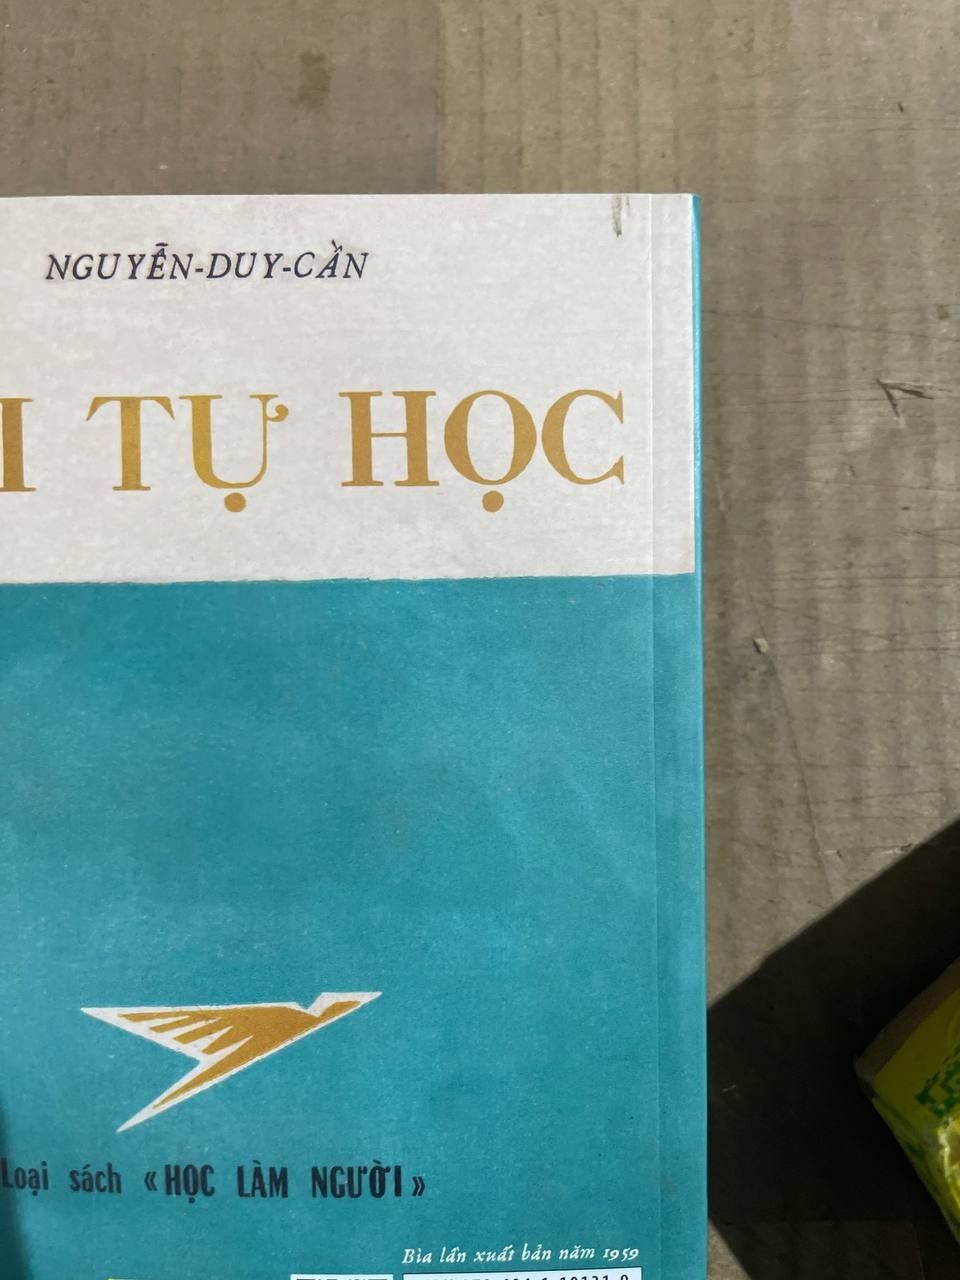 NGUYỄN-DUY-CẦN
I TỰ HỌC
Loại sách «HỌC LÀM NGƯỜI»
Bìa lần xuất bản năm 1959